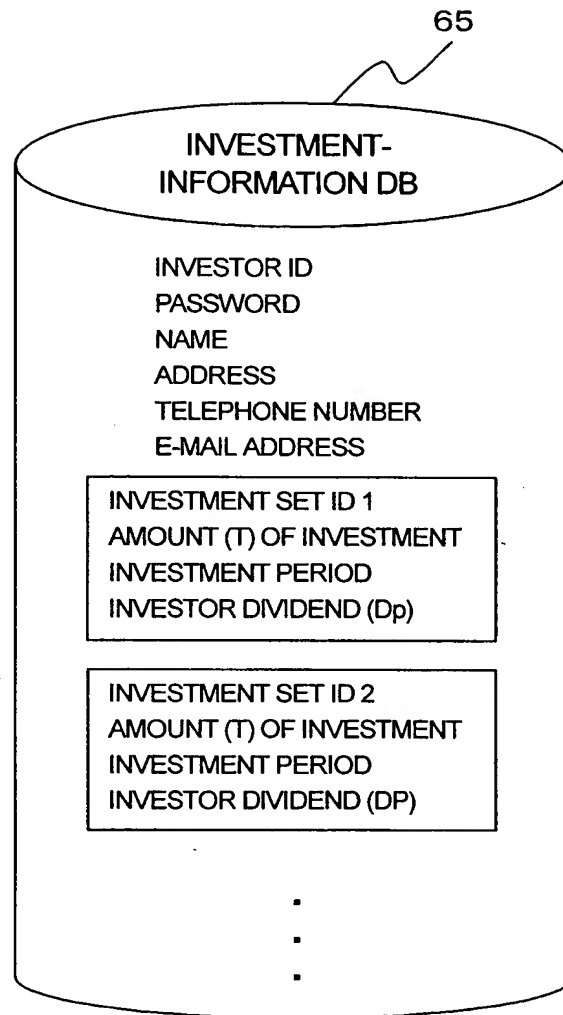 65
INVESTMENT-
INFORMATION DB
INVESTOR ID
PASSWORD
NAME
ADDRESS
TELEPHONE NUMBER
E-MAIL ADDRESS
INVESTMENT SET ID 1
AMOUNT (T) OF INVESTMENT
INVESTMENT PERIOD
INVESTOR DIVIDEND (Dp)
INVESTMENT SET ID 2
AMOUNT (T) OF INVESTMENT
INVESTMENT PERIOD
INVESTOR DIVIDEND (DP)